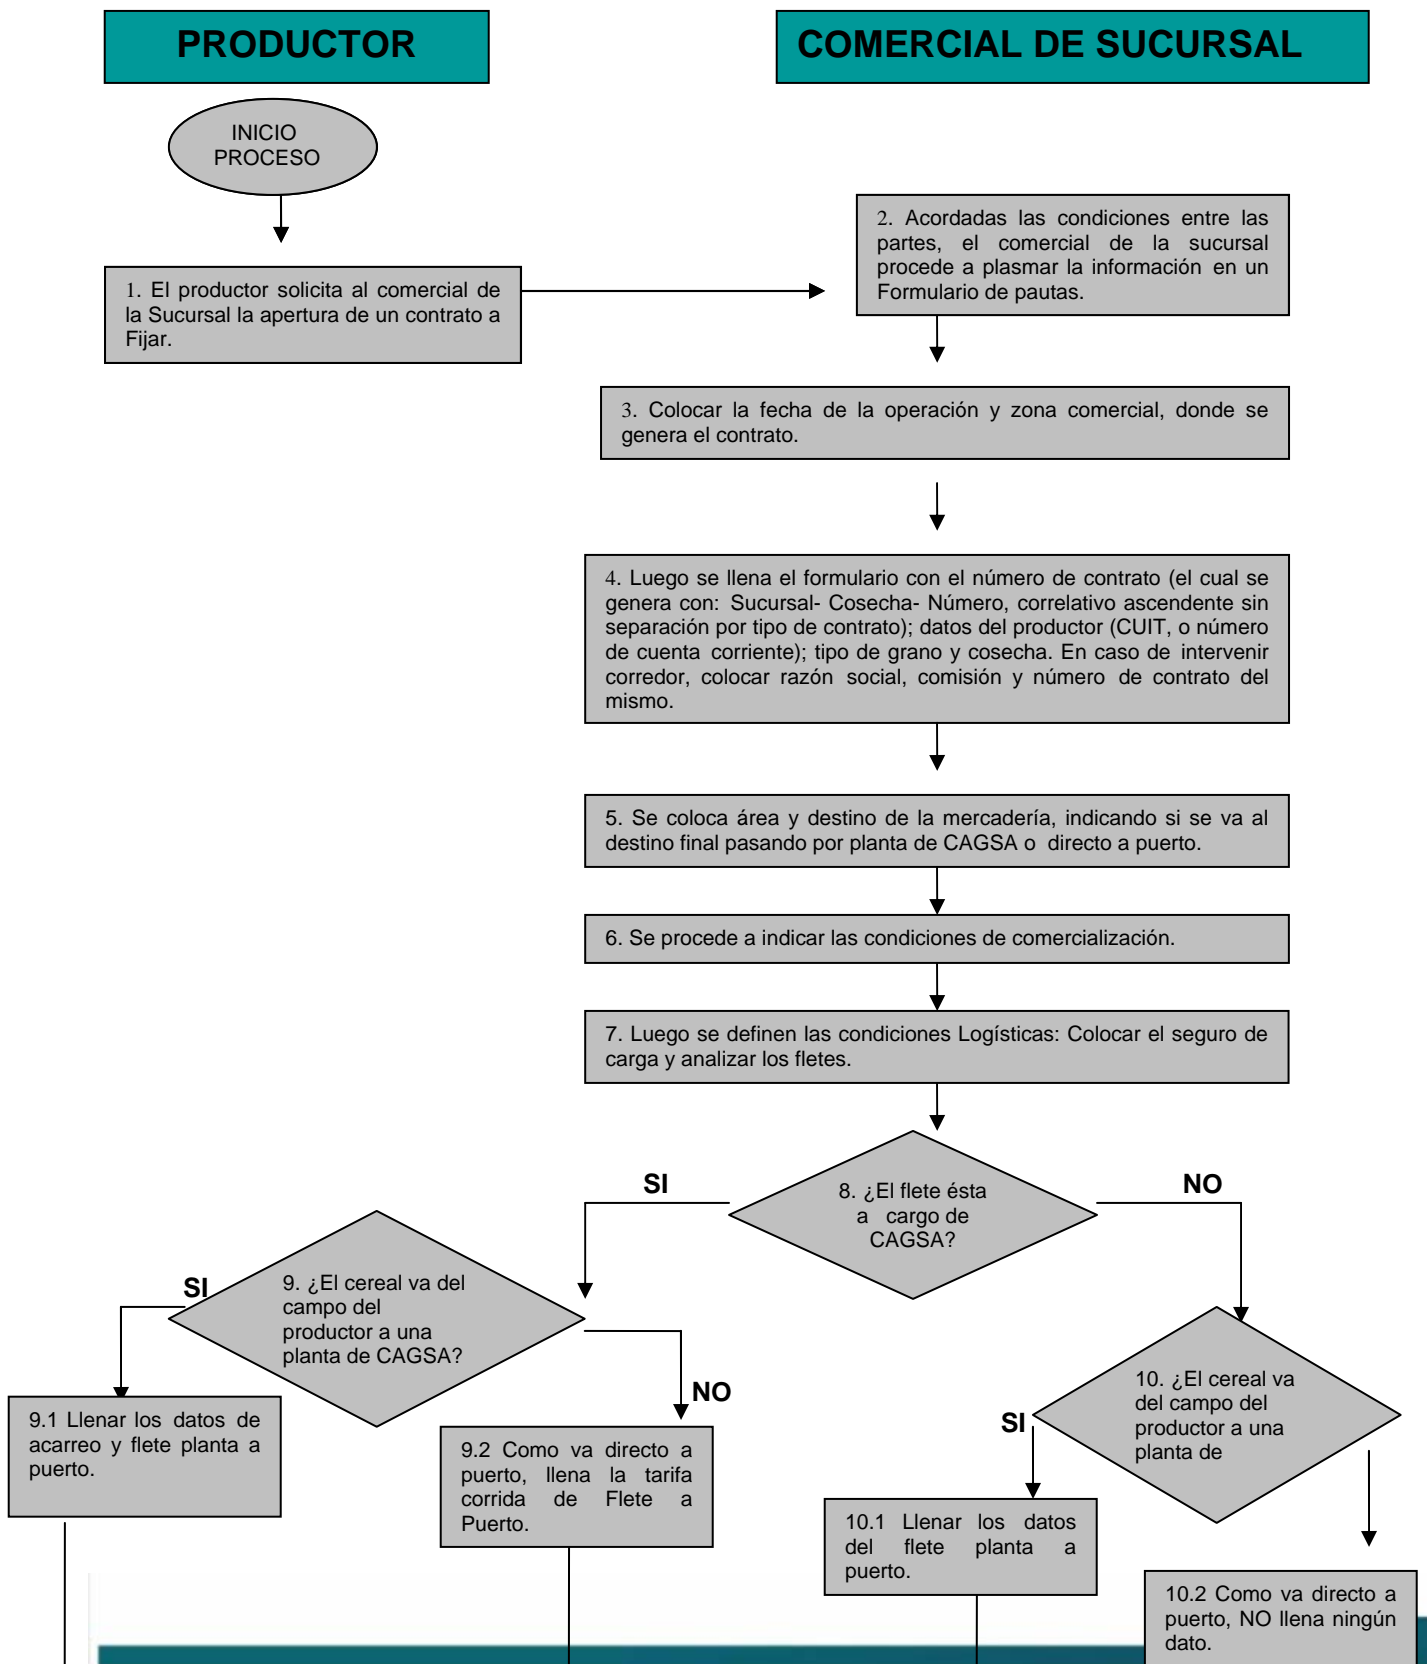 PRODUCTOR
COMERCIAL DE SUCURSAL
INICIO
PROCESO
1. El productor solicita al comercial de
la Sucursal la apertura de un contrato a
Fijar.
2. Acordadas las condiciones entre las
partes, el comercial de la sucursal
procede a plasmar la información en un
Formulario de pautas.
3. Colocar la fecha de la operación y zona comercial, donde se
genera el contrato.
4. Luego se llena el formulario con el número de contrato (el cual se
genera con: Sucursal- Cosecha- Número, correlativo ascendente sin
separación por tipo de contrato); datos del productor (CUIT, o número
de cuenta corriente); tipo de grano y cosecha. En caso de intervenir
corredor, colocar razón social, comisión y número de contrato del
mismo.
5. Se coloca área y destino de la mercadería, indicando si se va al
destino final pasando por planta de CAGSA o directo a puerto.
6. Se procede a indicar las condiciones de comercialización.
7. Luego se definen las condiciones Logísticas: Colocar el seguro de
carga y analizar los fletes.
8. ¿El flete ésta
a cargo de
CAGSA?
SI
NO
9. ¿El cereal va del
campo del
productor a una
planta de CAGSA?
SI
NO
9.1 Llenar los datos de
acarreo y flete planta a
puerto.
9.2 Como va directo a
puerto, llena la tarifa
corrida de Flete a
Puerto.
10. ¿El cereal va
del campo del
productor a una
planta de
SI
10.1 Llenar los datos
del flete planta a
puerto.
10.2 Como va directo a
puerto, NO llena ningún
dato.